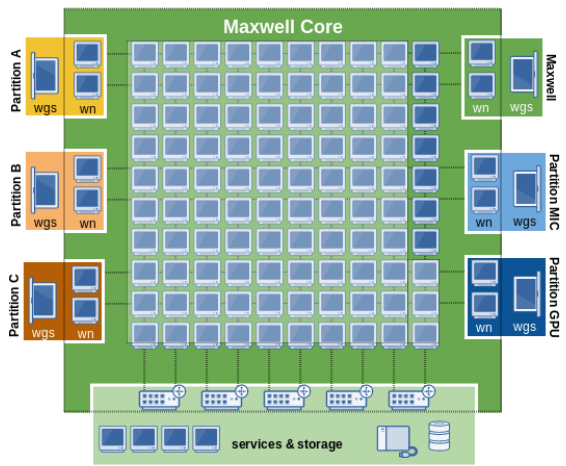 Maxwell Core
Partition A
wgs
wn
Partition B
wgs
wn
Partition C
wgs
wn
wn
wgs
Maxwell
wn
wgs
Partition MIC
wn
wgs
Partition GPU
services & storage